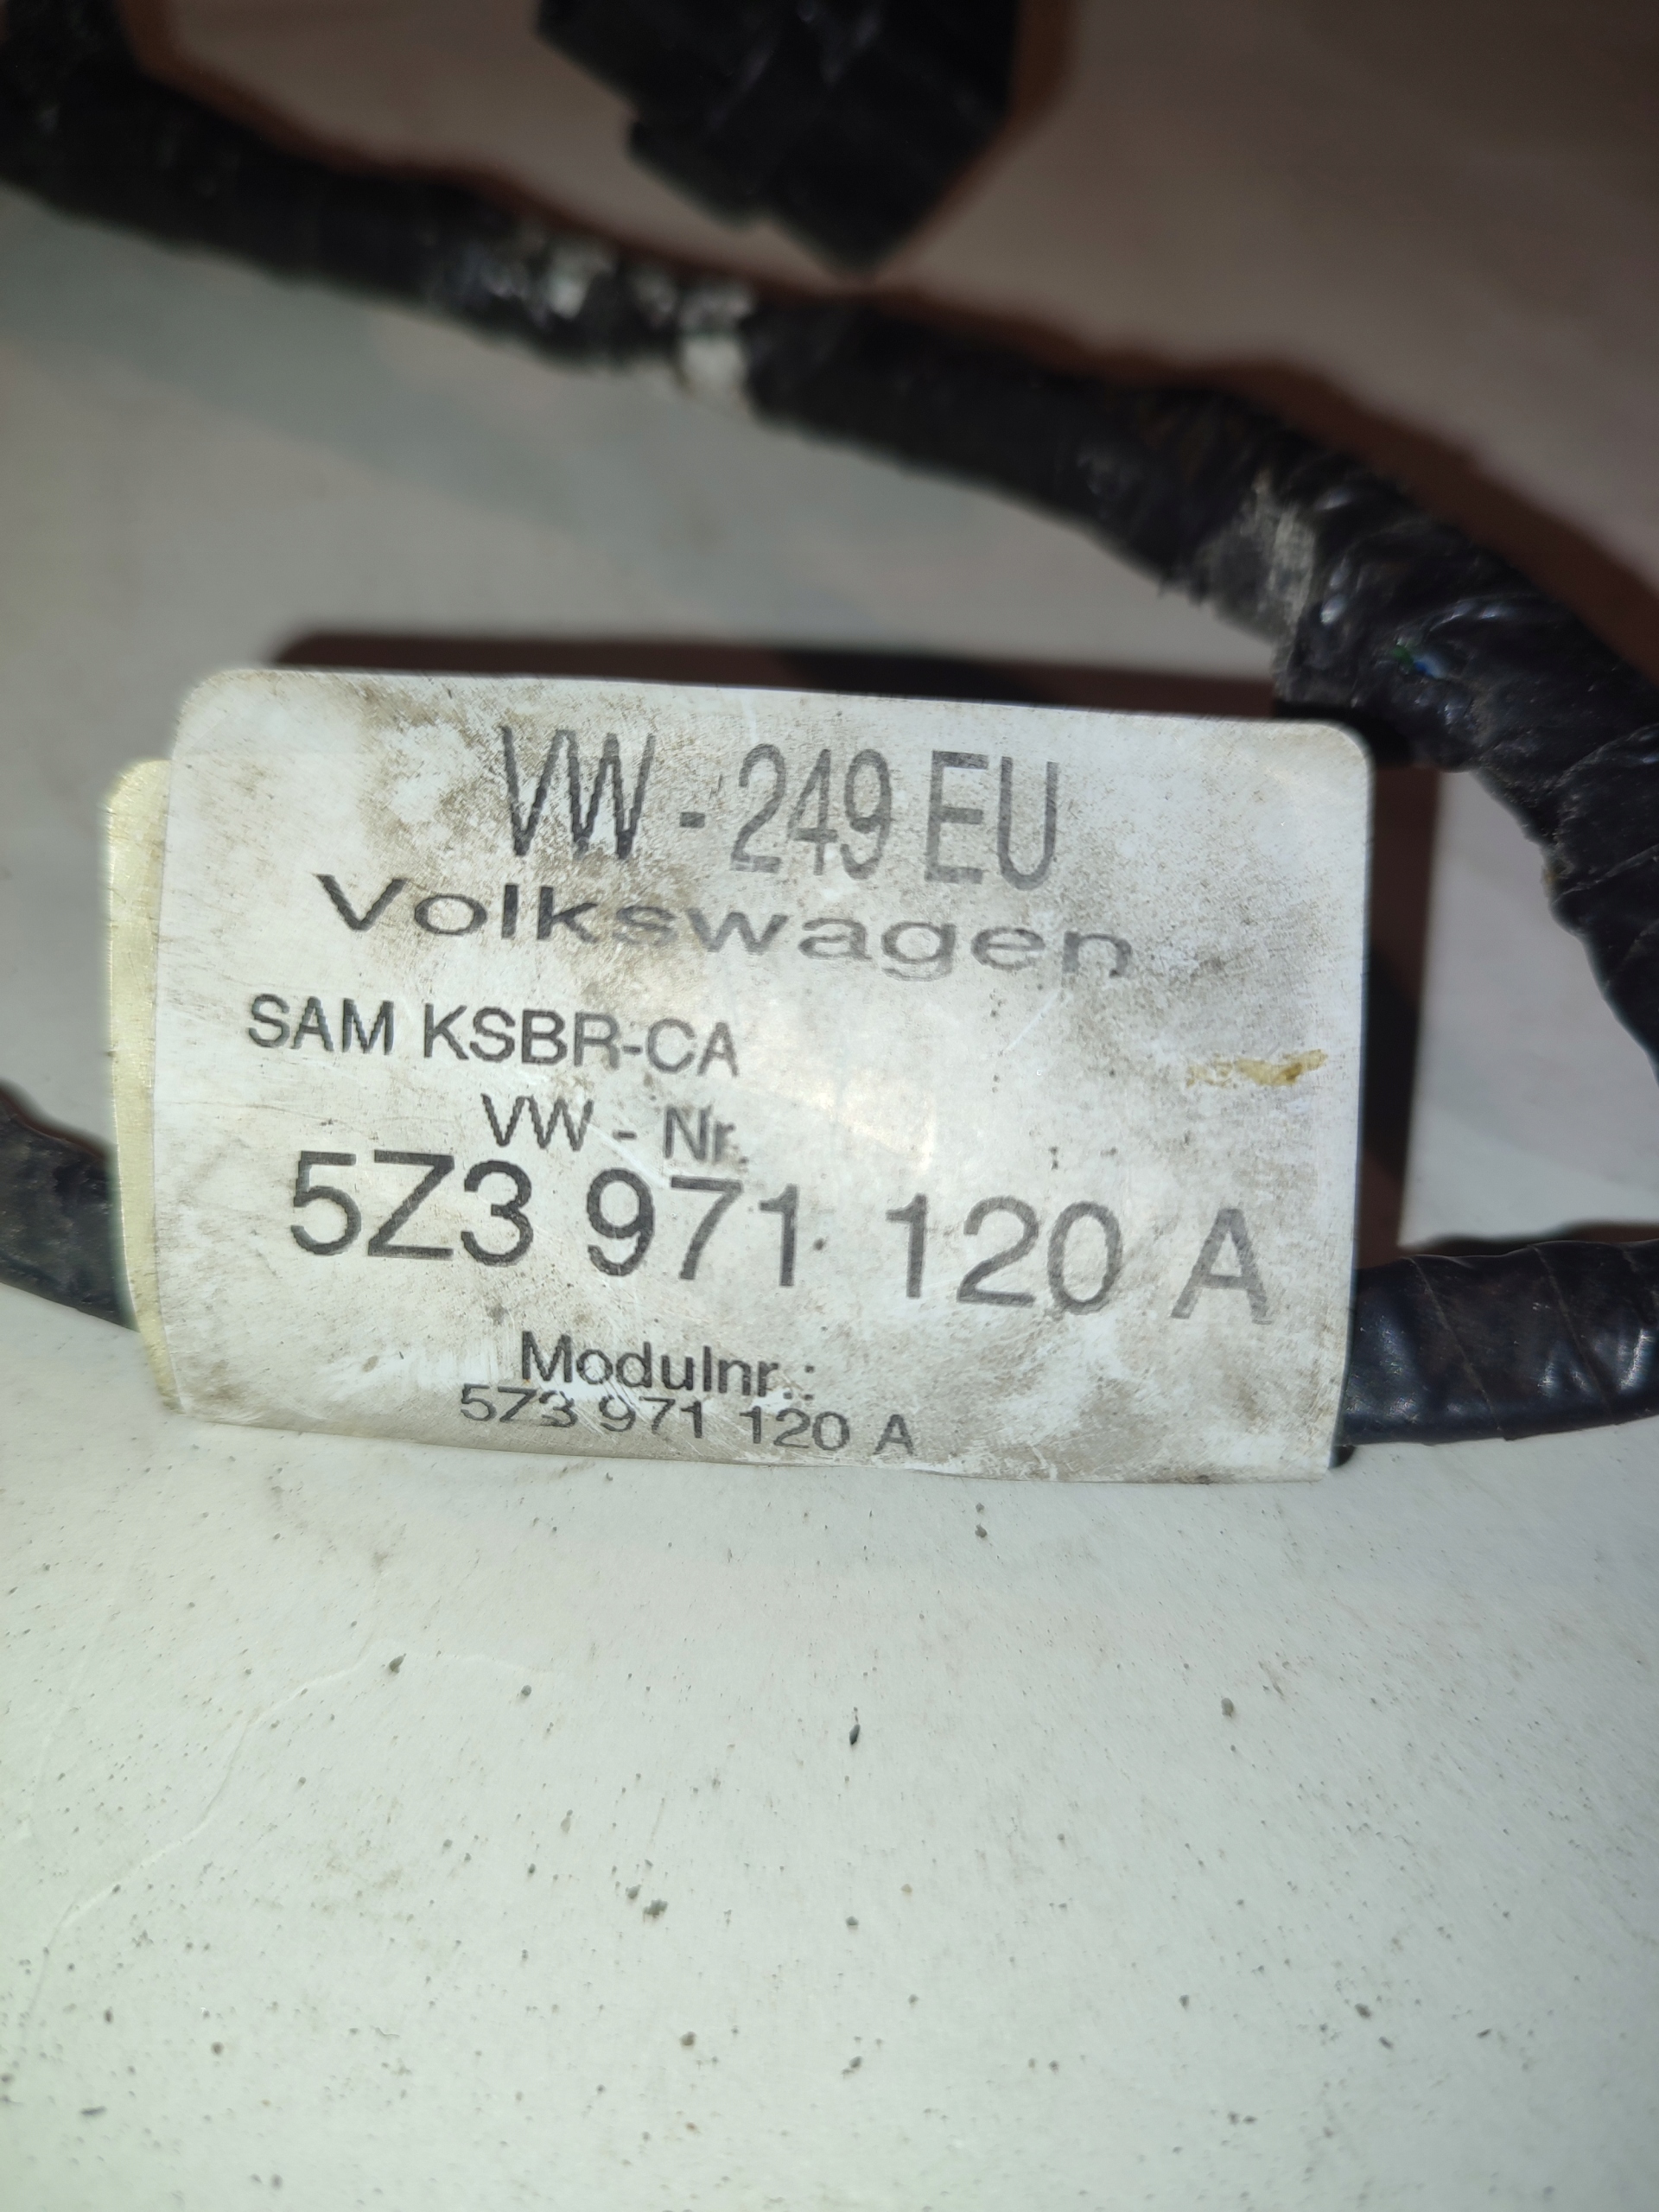 VW - 249 EU
Volkswagen
SAM KSBR-CA
VW - Nr.
5Z3 971 120 A
Modulnr.:
5Z3 971 120 A